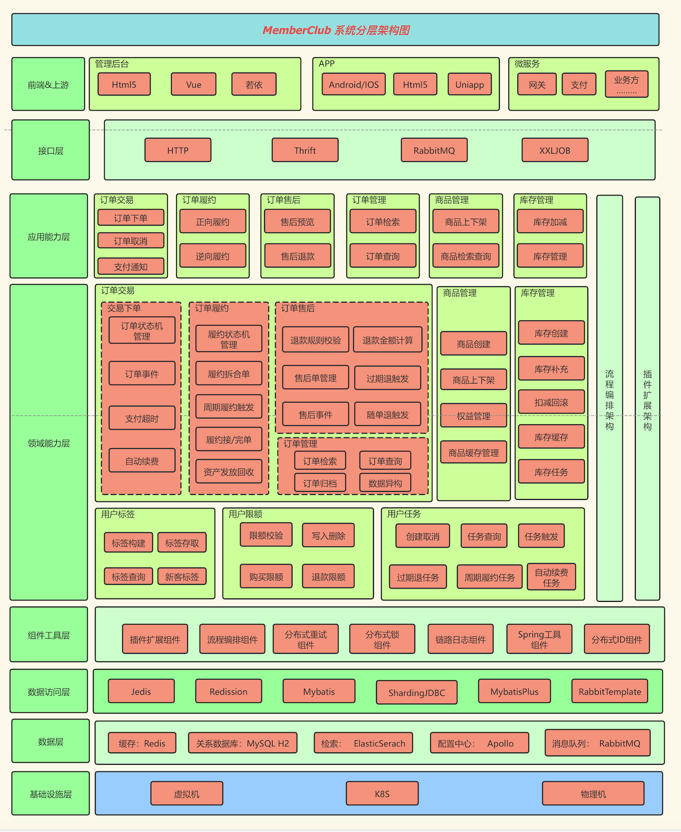 MemberClub 系统分层架构图
前端&上游
管理后台
Html5
Vue
若依
APP
Android/IOS
Html5
Uniapp
微服务
网关
支付
业务方
.........
接口层
HTTP
Thrift
RabbitMQ
XXLJOB
应用能力层
订单交易
订单下单
订单取消
支付通知
订单履约
正向履约
逆向履约
订单售后
售后预览
售后退款
订单管理
订单检索
订单查询
商品管理
商品上下架
商品检索查询
库存管理
库存加减
库存管理
流程编排架构
插件扩展架构
领域能力层
订单交易
交易下单
订单状态机
管理
订单事件
支付超时
自动续费
订单履约
履约状态机
管理
履约拆合单
周期履约触发
履约接/完单
资产发放回收
订单售后
退款规则校验
退款金额计算
售后单管理
过期退触发
售后事件
随单退触发
订单管理
订单检索
订单查询
订单归档
数据异构
商品管理
商品创建
商品上下架
权益管理
商品缓存管理
库存管理
库存创建
库存补充
扣减回滚
库存缓存
库存任务
用户标签
标签构建
标签存取
标签查询
新客标签
用户限额
限额校验
写入删除
购买限额
退款限额
用户任务
创建取消
任务查询
任务触发
过期退任务
周期履约任务
自动续费
任务
组件工具层
插件扩展组件
流程编排组件
分布式重试
组件
分布式锁
组件
链路日志组件
Spring工具
组件
分布式ID组件
数据访问层
Jedis
Redission
Mybatis
ShardingJDBC
MybatisPlus
RabbitTemplate
数据层
缓存：Redis
关系数据库：MySQL H2
检索： ElasticSerach
配置中心： Apollo
消息队列： RabbitMQ
基础设施层
虚拟机
K8S
物理机